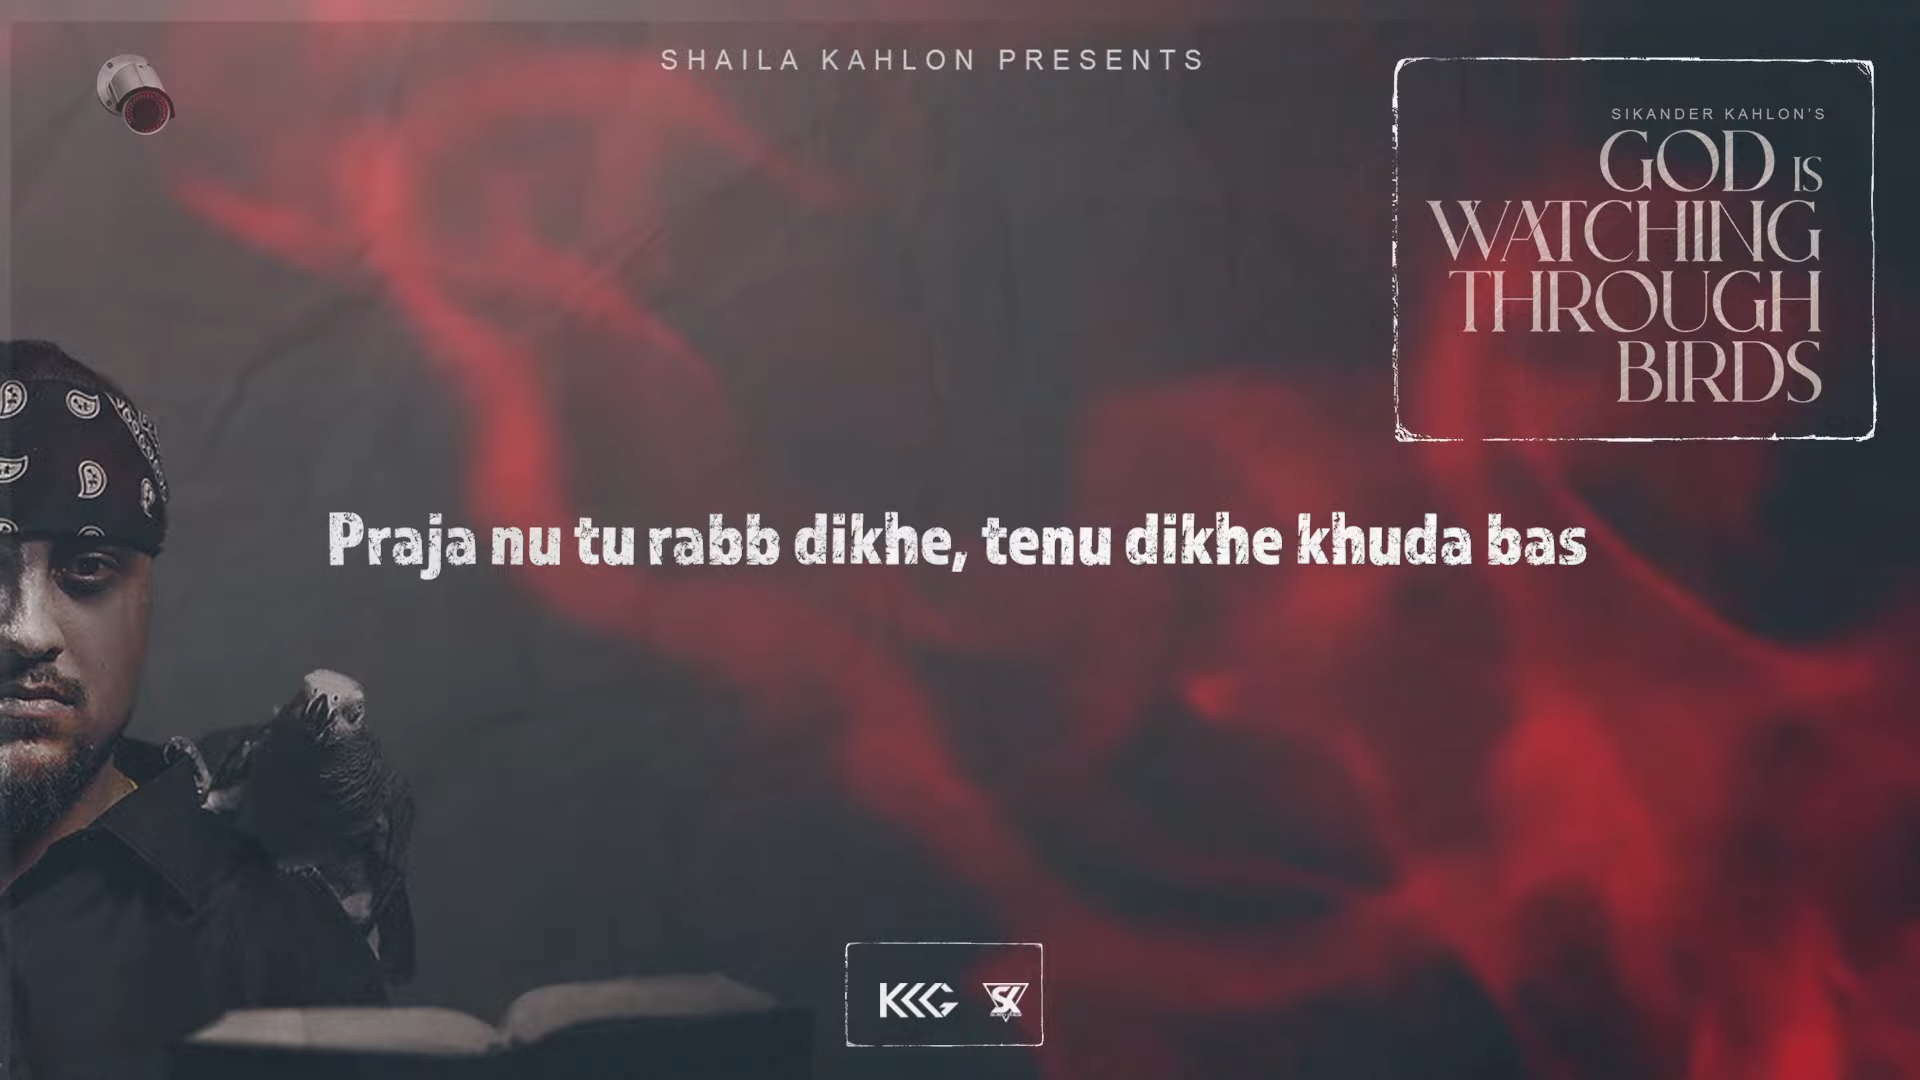 SHAILA KAHLON PRESENTS
SIKANDER KAHLON'S
GOD IS
WATCHING
THROUGH
BIRDS
Praja nu tu rabb dikhe, tenu dikhe khuda bas
KKG
SK